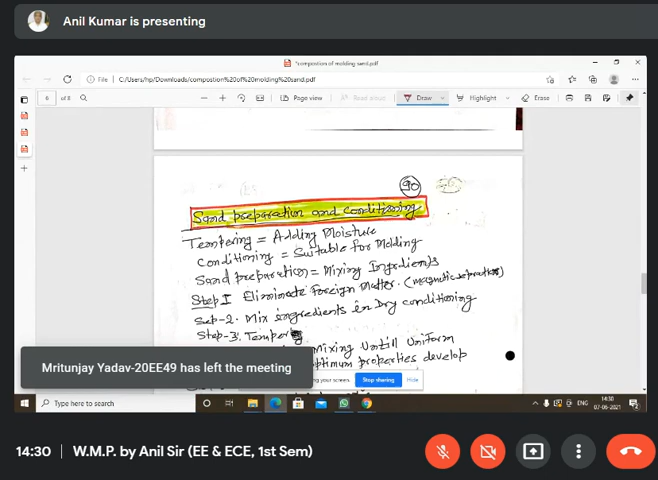 Anil Kumar is presenting
*compostion of molding sand.pdf
File | C:/Users/hp/Downloads/compostion%20of%20molding%20sand.pdf
6 of 8
Page view
Read aloud
Draw
Highlight
Erase
90
Sand preparation and conditioning
Tempering = Adding Moisture
Conditioning = Suitable for Molding
Sand preparation = Mixing Ingredients
Step I Eliminate Foreign Matter. (magnetic separator)
Step-2. Mix ingredients in Dry conditioning
Step-3. Tempering
Mixing Untill Uniform
optimum properties develop
Mritunjay Yadav-20EE49 has left the meeting
your screen.
Stop sharing
Hide
Type here to search
14:30
07-06-2021
14:30 | W.M.P. by Anil Sir (EE & ECE, 1st Sem)